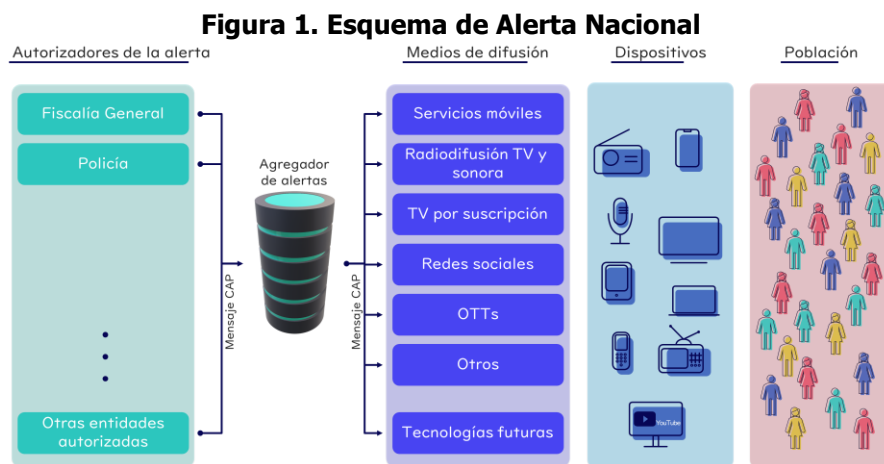 Figura 1. Esquema de Alerta Nacional
Autorizadores de la alerta
Medios de difusión
Dispositivos
Población
Fiscalía General
Policía
Otras entidades
autorizadas
Mensaje CAP
Agregador
de alertas
Mensaje CAP
Servicios móviles
Radiodifusión TV y
sonora
TV por suscripción
Redes sociales
OTTs
Otros
Tecnologías futuras
YouTube